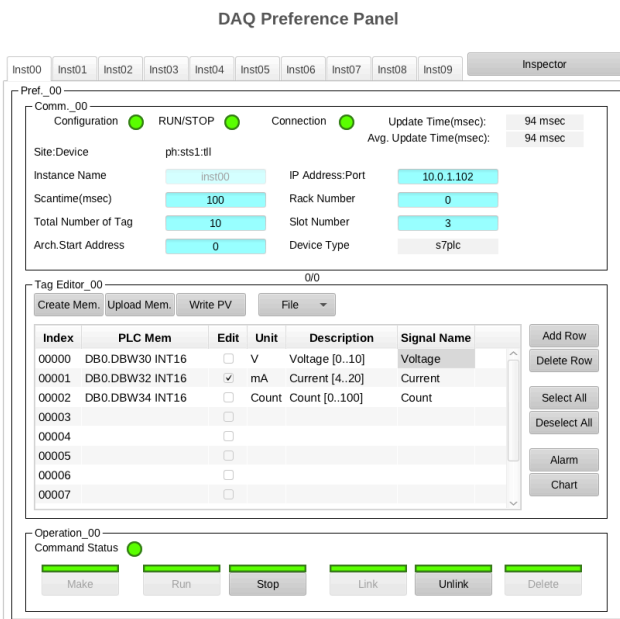 DAQ Preference Panel
Inst00 Inst01 Inst02 Inst03 Inst04 Inst05 Inst06 Inst07 Inst08 Inst09 Inspector
Pref._00
Comm._00
Configuration RUN/STOP Connection Update Time(msec): 94 msec
Avg. Update Time(msec): 94 msec
Site:Device ph:sts1:tll
Instance Name inst00 IP Address:Port 10.0.1.102
Scantime(msec) 100 Rack Number 0
Total Number of Tag 10 Slot Number 3
Arch.Start Address 0 Device Type s7plc
0/0
Tag Editor_00
Create Mem. Upload Mem. Write PV File
Index PLC Mem Edit Unit Description Signal Name Add Row
00000 DB0.DBW30 INT16 V Voltage [0..10] Voltage Delete Row
00001 DB0.DBW32 INT16 mA Current [4..20] Current
00002 DB0.DBW34 INT16 Count Count [0..100] Count Select All
00003 Deselect All
00004
00005 Alarm
00006 Chart
00007
Operation_00
Command Status
Make Run Stop Link Unlink Delete